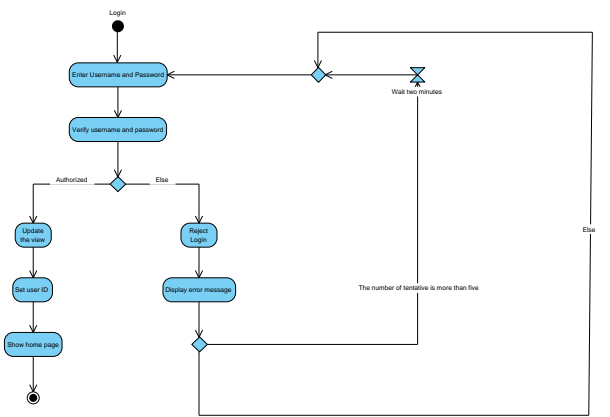 Login
Enter Username and Password
Wait two minutes
Verify username and password
Authorized
Else
Update
the view
Reject
Login
Else
Set user ID
Display error message
The number of tentative is more than five
Show home page